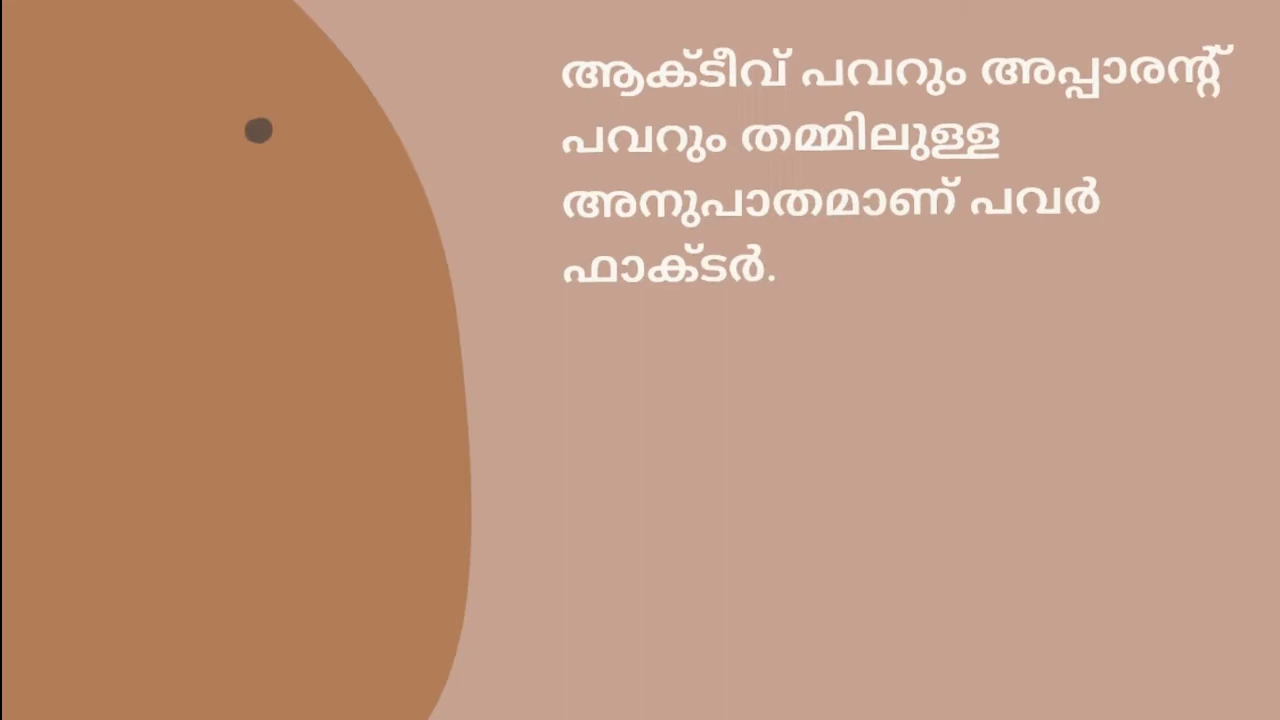 ആക്ടീവ് പവറും അപ്പാരന്റ്
പവറും തമ്മിലുള്ള
അനുപാതമാണ് പവർ
ഫാക്ടർ.